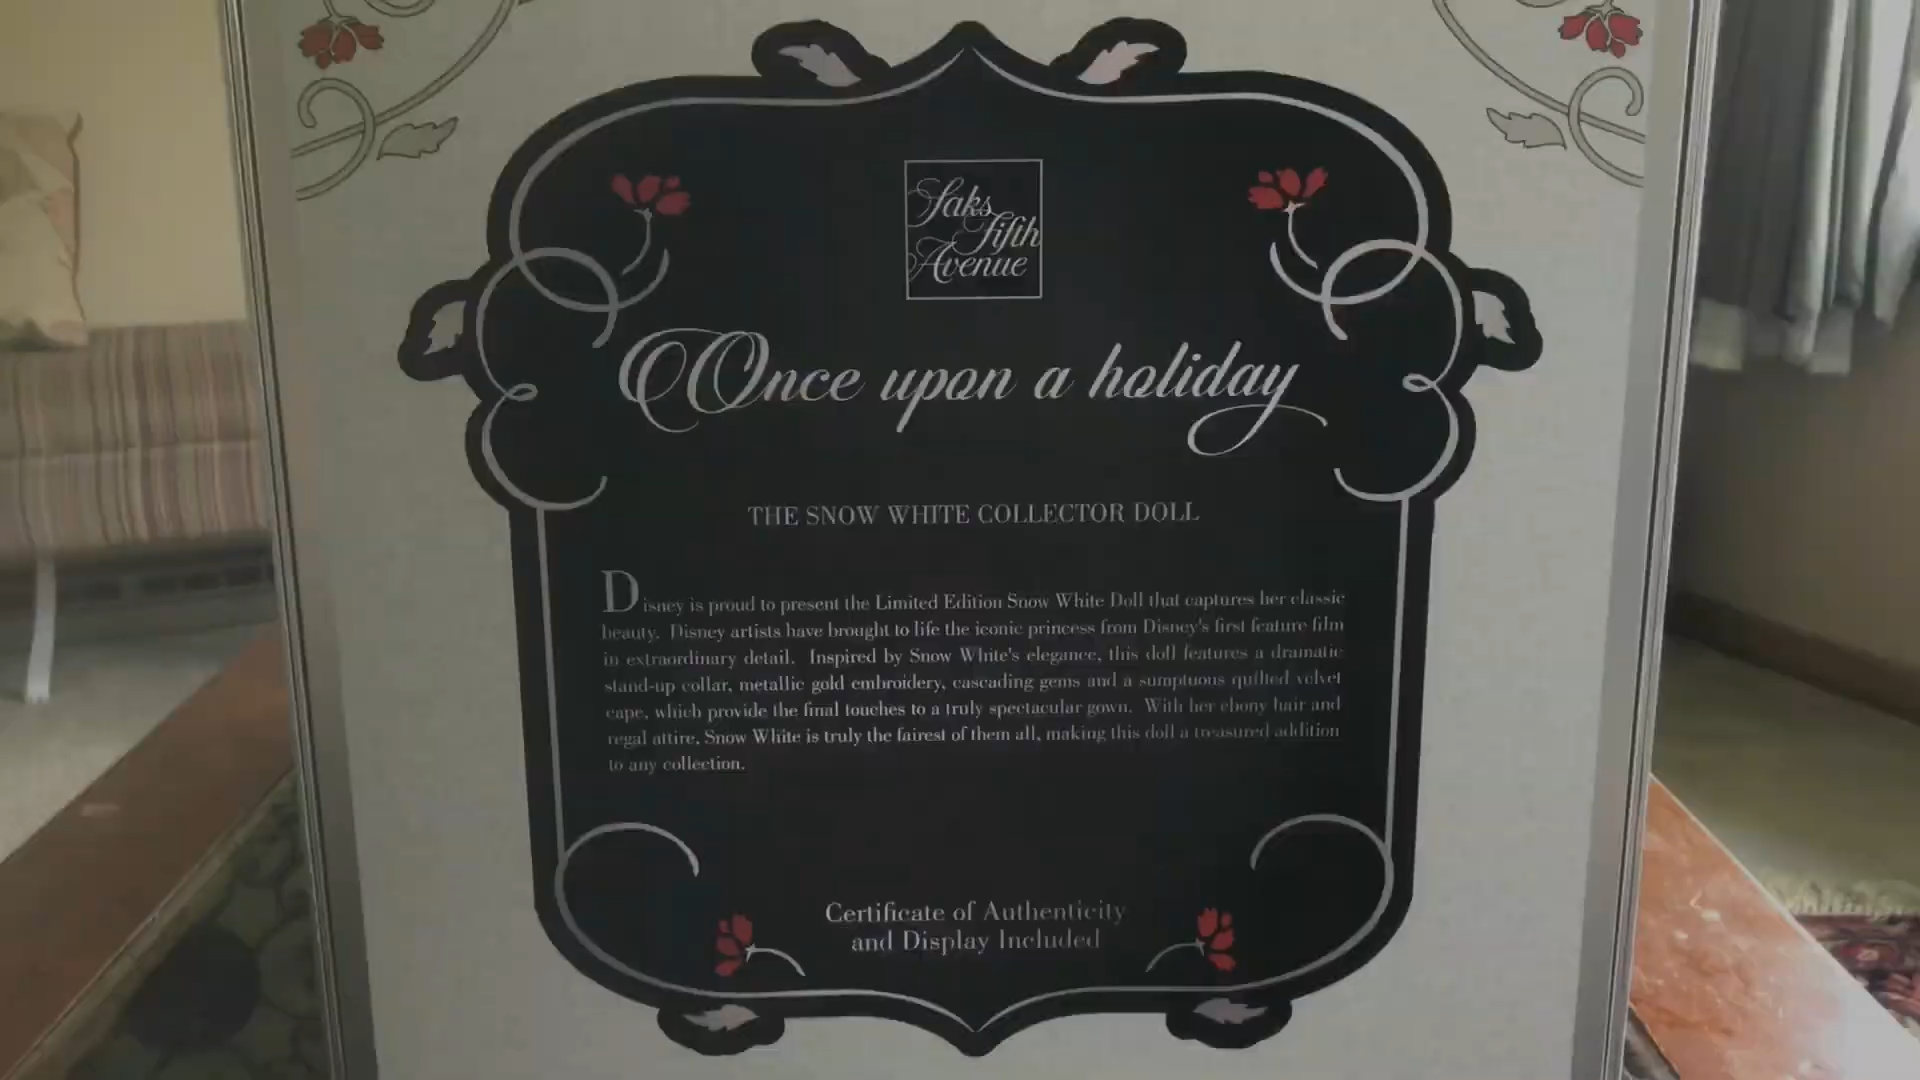 Saks
Fifth
Avenue
Once upon a holiday
THE SNOW WHITE COLLECTOR DOLL
Disney is proud to present the Limited Edition Snow White Doll that captures her classic
beauty. Disney artists have brought to life the iconic princess from Disney's first feature film
in extraordinary detail. Inspired by Snow White's elegance, this doll features a dramatic
stand-up collar, metallic gold embroidery, cascading gems and a sumptuous quilted velvet
cape, which provide the final touches to a truly spectacular gown. With her ebony hair and
regal attire, Snow White is truly the fairest of them all, making this doll a treasured addition
to any collection.
Certificate of Authenticity
and Display Included